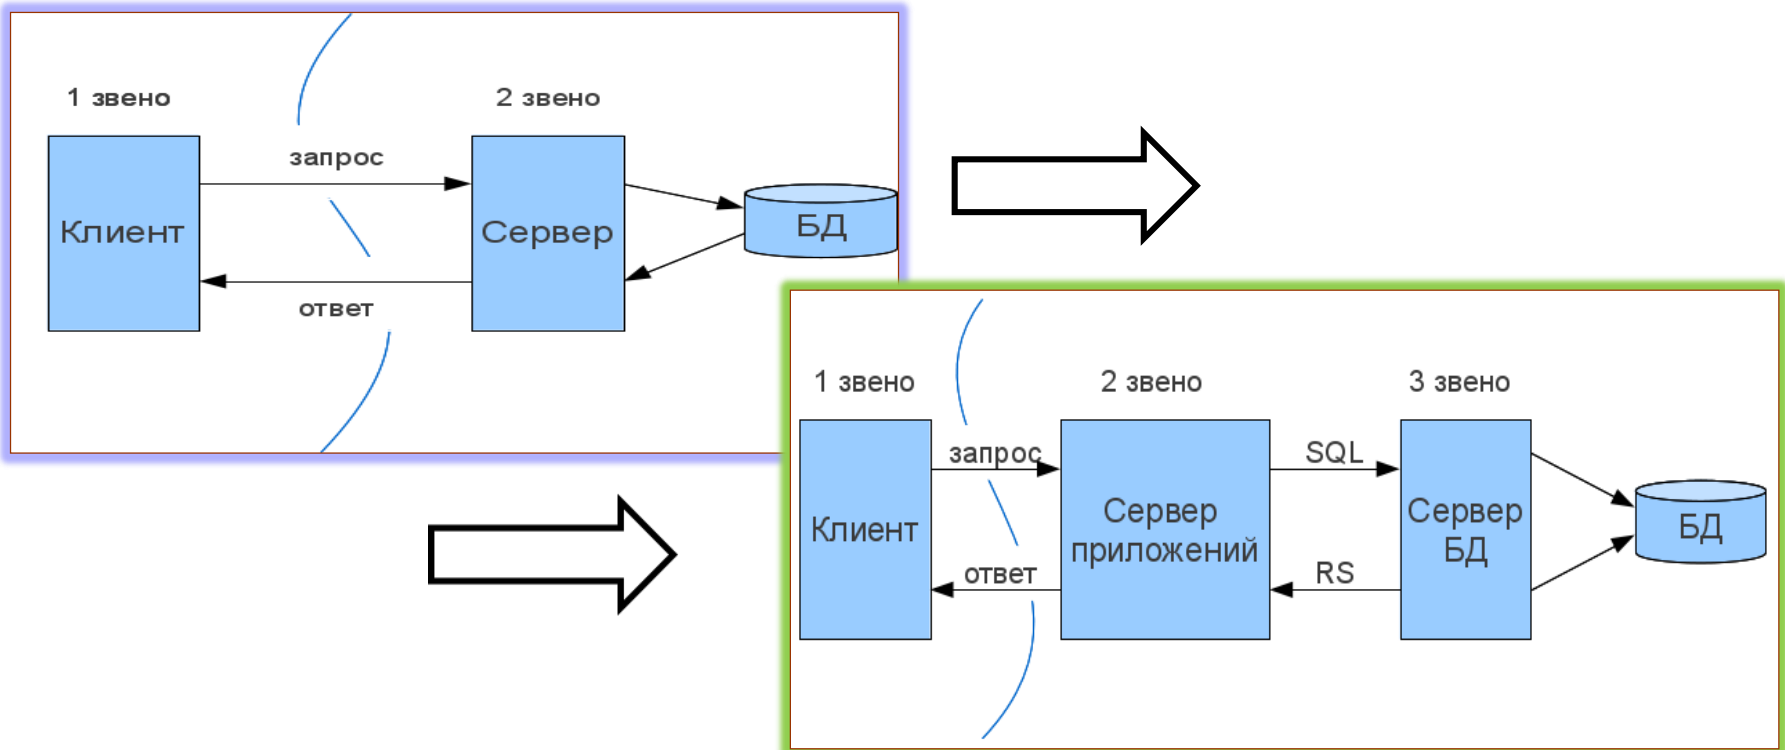 1 звено
2 звено
запрос
Клиент
Сервер
БД
ответ
1 звено
2 звено
3 звено
запрос
SQL
Клиент
Сервер
приложений
Сервер
БД
БД
ответ
RS